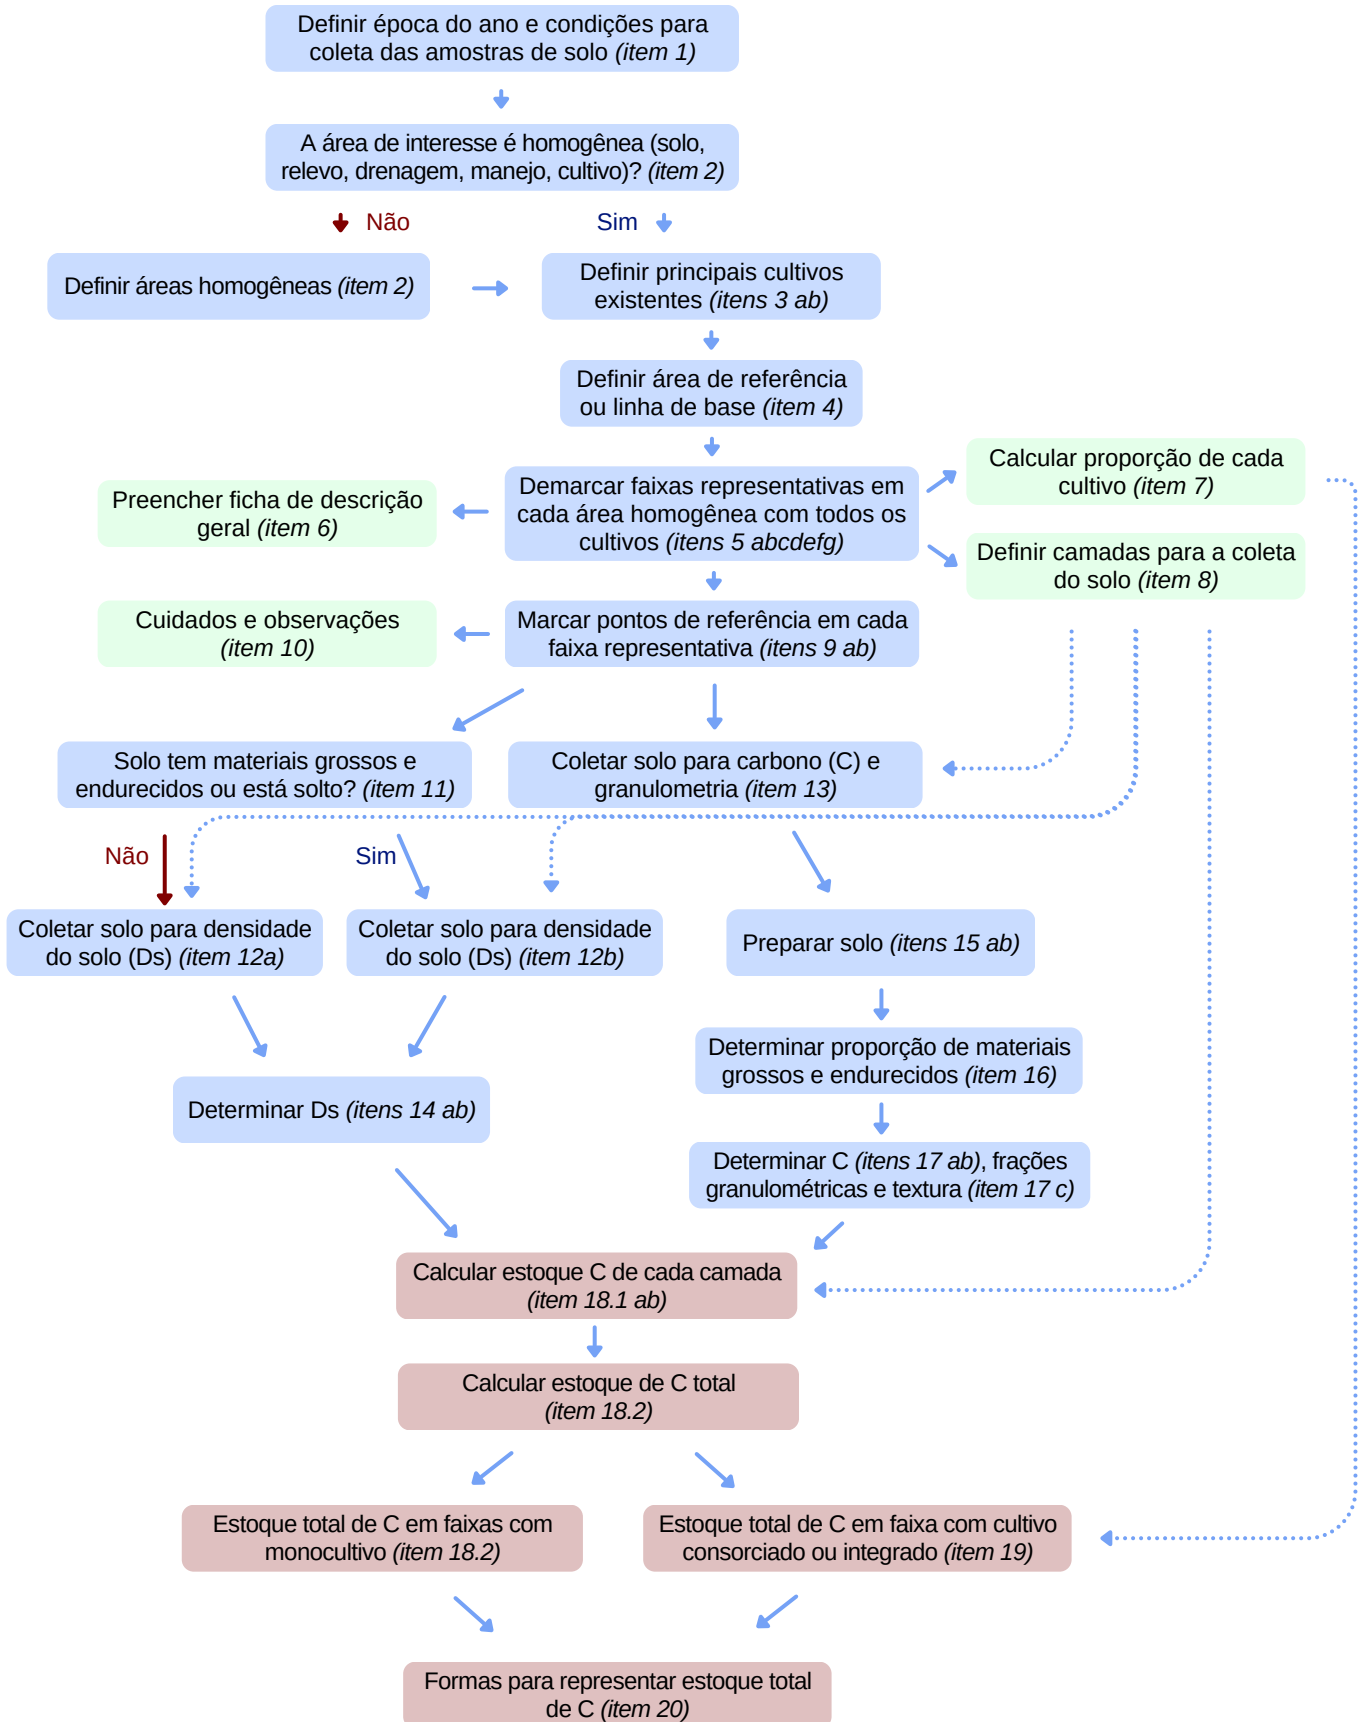 Definir época do ano e condições para
coleta das amostras de solo (item 1)
A área de interesse é homogênea (solo,
relevo, drenagem, manejo, cultivo)? (item 2)
Não
Sim
Definir áreas homogêneas (item 2)
Definir principais cultivos
existentes (itens 3 ab)
Definir área de referência
ou linha de base (item 4)
Calcular proporção de cada
cultivo (item 7)
Preencher ficha de descrição
geral (item 6)
Demarcar faixas representativas em
cada área homogênea com todos os
cultivos (itens 5 abcdefg)
Definir camadas para a coleta
do solo (item 8)
Cuidados e observações
(item 10)
Marcar pontos de referência em cada
faixa representativa (itens 9 ab)
Solo tem materiais grossos e
endurecidos ou está solto? (item 11)
Coletar solo para carbono (C) e
granulometria (item 13)
Não
Sim
Coletar solo para densidade
do solo (Ds) (item 12a)
Coletar solo para densidade
do solo (Ds) (item 12b)
Preparar solo (itens 15 ab)
Determinar proporção de materiais
grossos e endurecidos (item 16)
Determinar Ds (itens 14 ab)
Determinar C (itens 17 ab), frações
granulométricas e textura (item 17 c)
Calcular estoque C de cada camada
(item 18.1 ab)
Calcular estoque de C total
(item 18.2)
Estoque total de C em faixas com
monocultivo (item 18.2)
Estoque total de C em faixa com cultivo
consorciado ou integrado (item 19)
Formas para representar estoque total
de C (item 20)